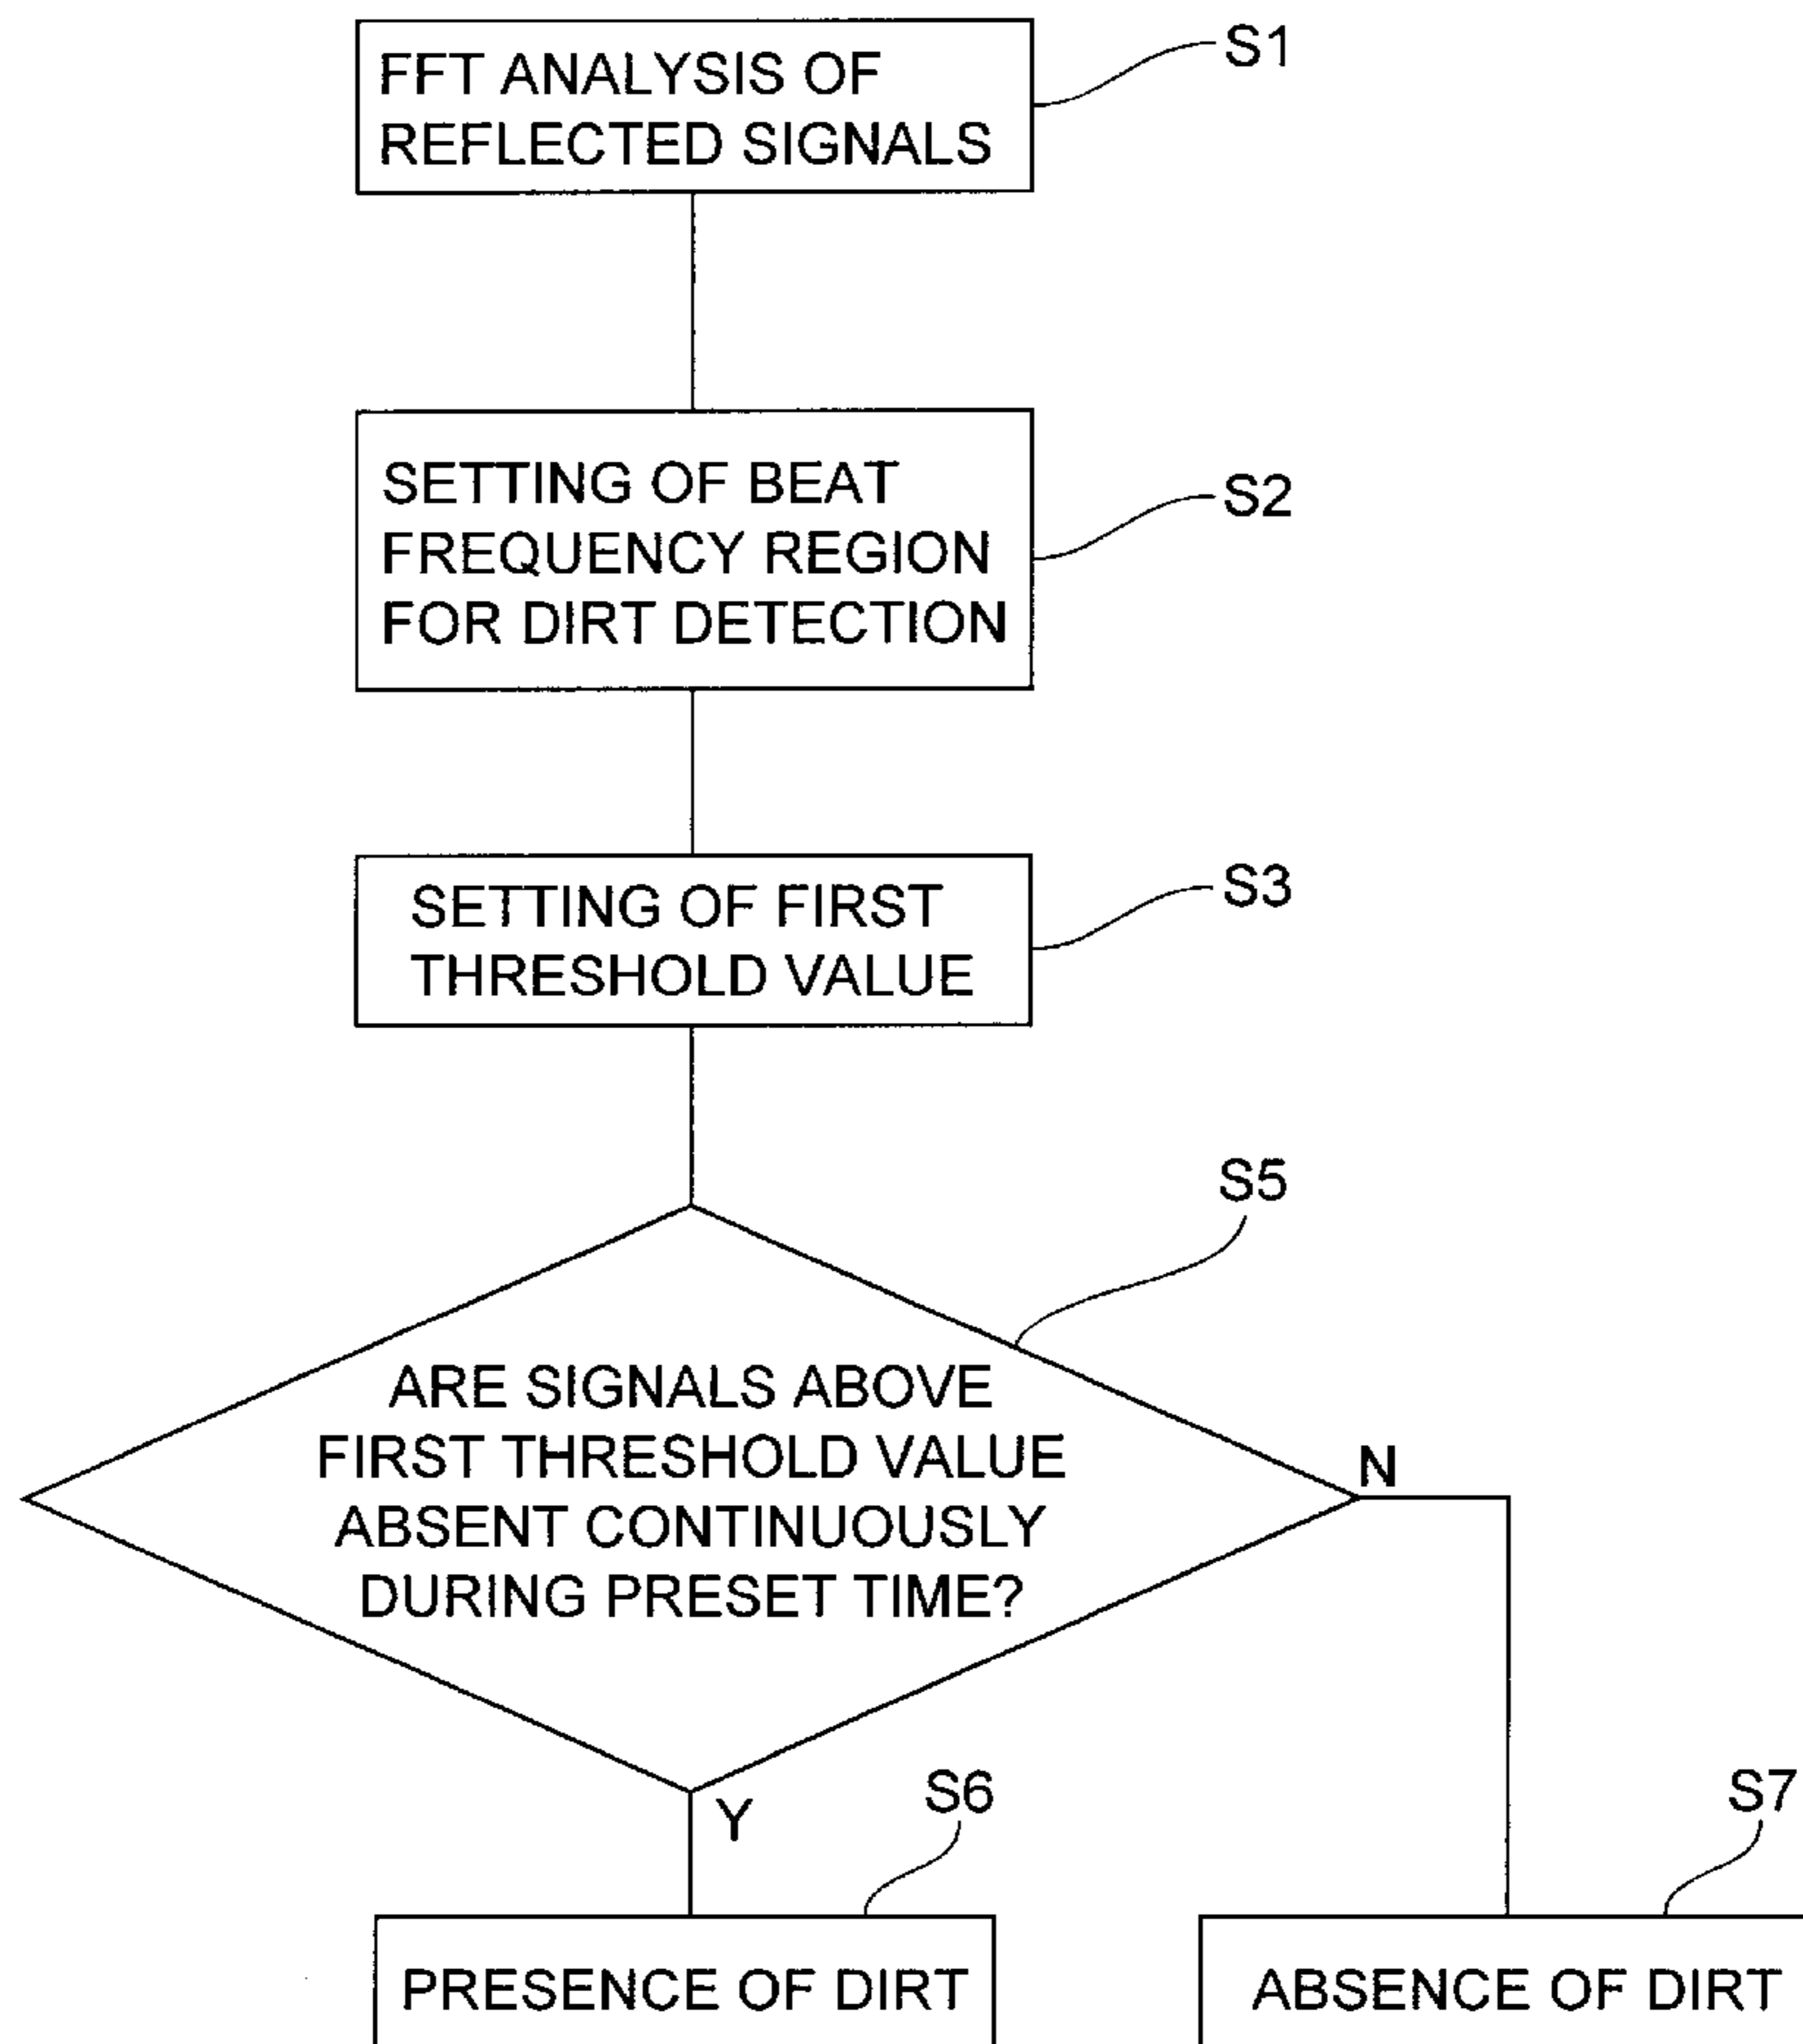 FFT ANALYSIS OF
REFLECTED SIGNALS
S1
SETTING OF BEAT
FREQUENCY REGION
FOR DIRT DETECTION
S2
SETTING OF FIRST
THRESHOLD VALUE
S3
S5
ARE SIGNALS ABOVE
FIRST THRESHOLD VALUE
ABSENT CONTINUOUSLY
DURING PRESET TIME?
N
Y
S6
S7
PRESENCE OF DIRT
ABSENCE OF DIRT